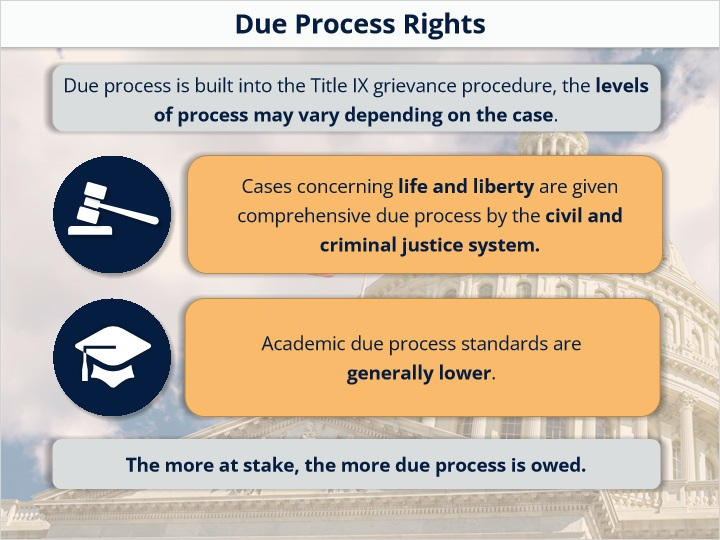 Due Process Rights
Due process is built into the Title IX grievance procedure, the levels
of process may vary depending on the case.
Cases concerning life and liberty are given
comprehensive due process by the civil and
criminal justice system.
Academic due process standards are
generally lower.
The more at stake, the more due process is owed.